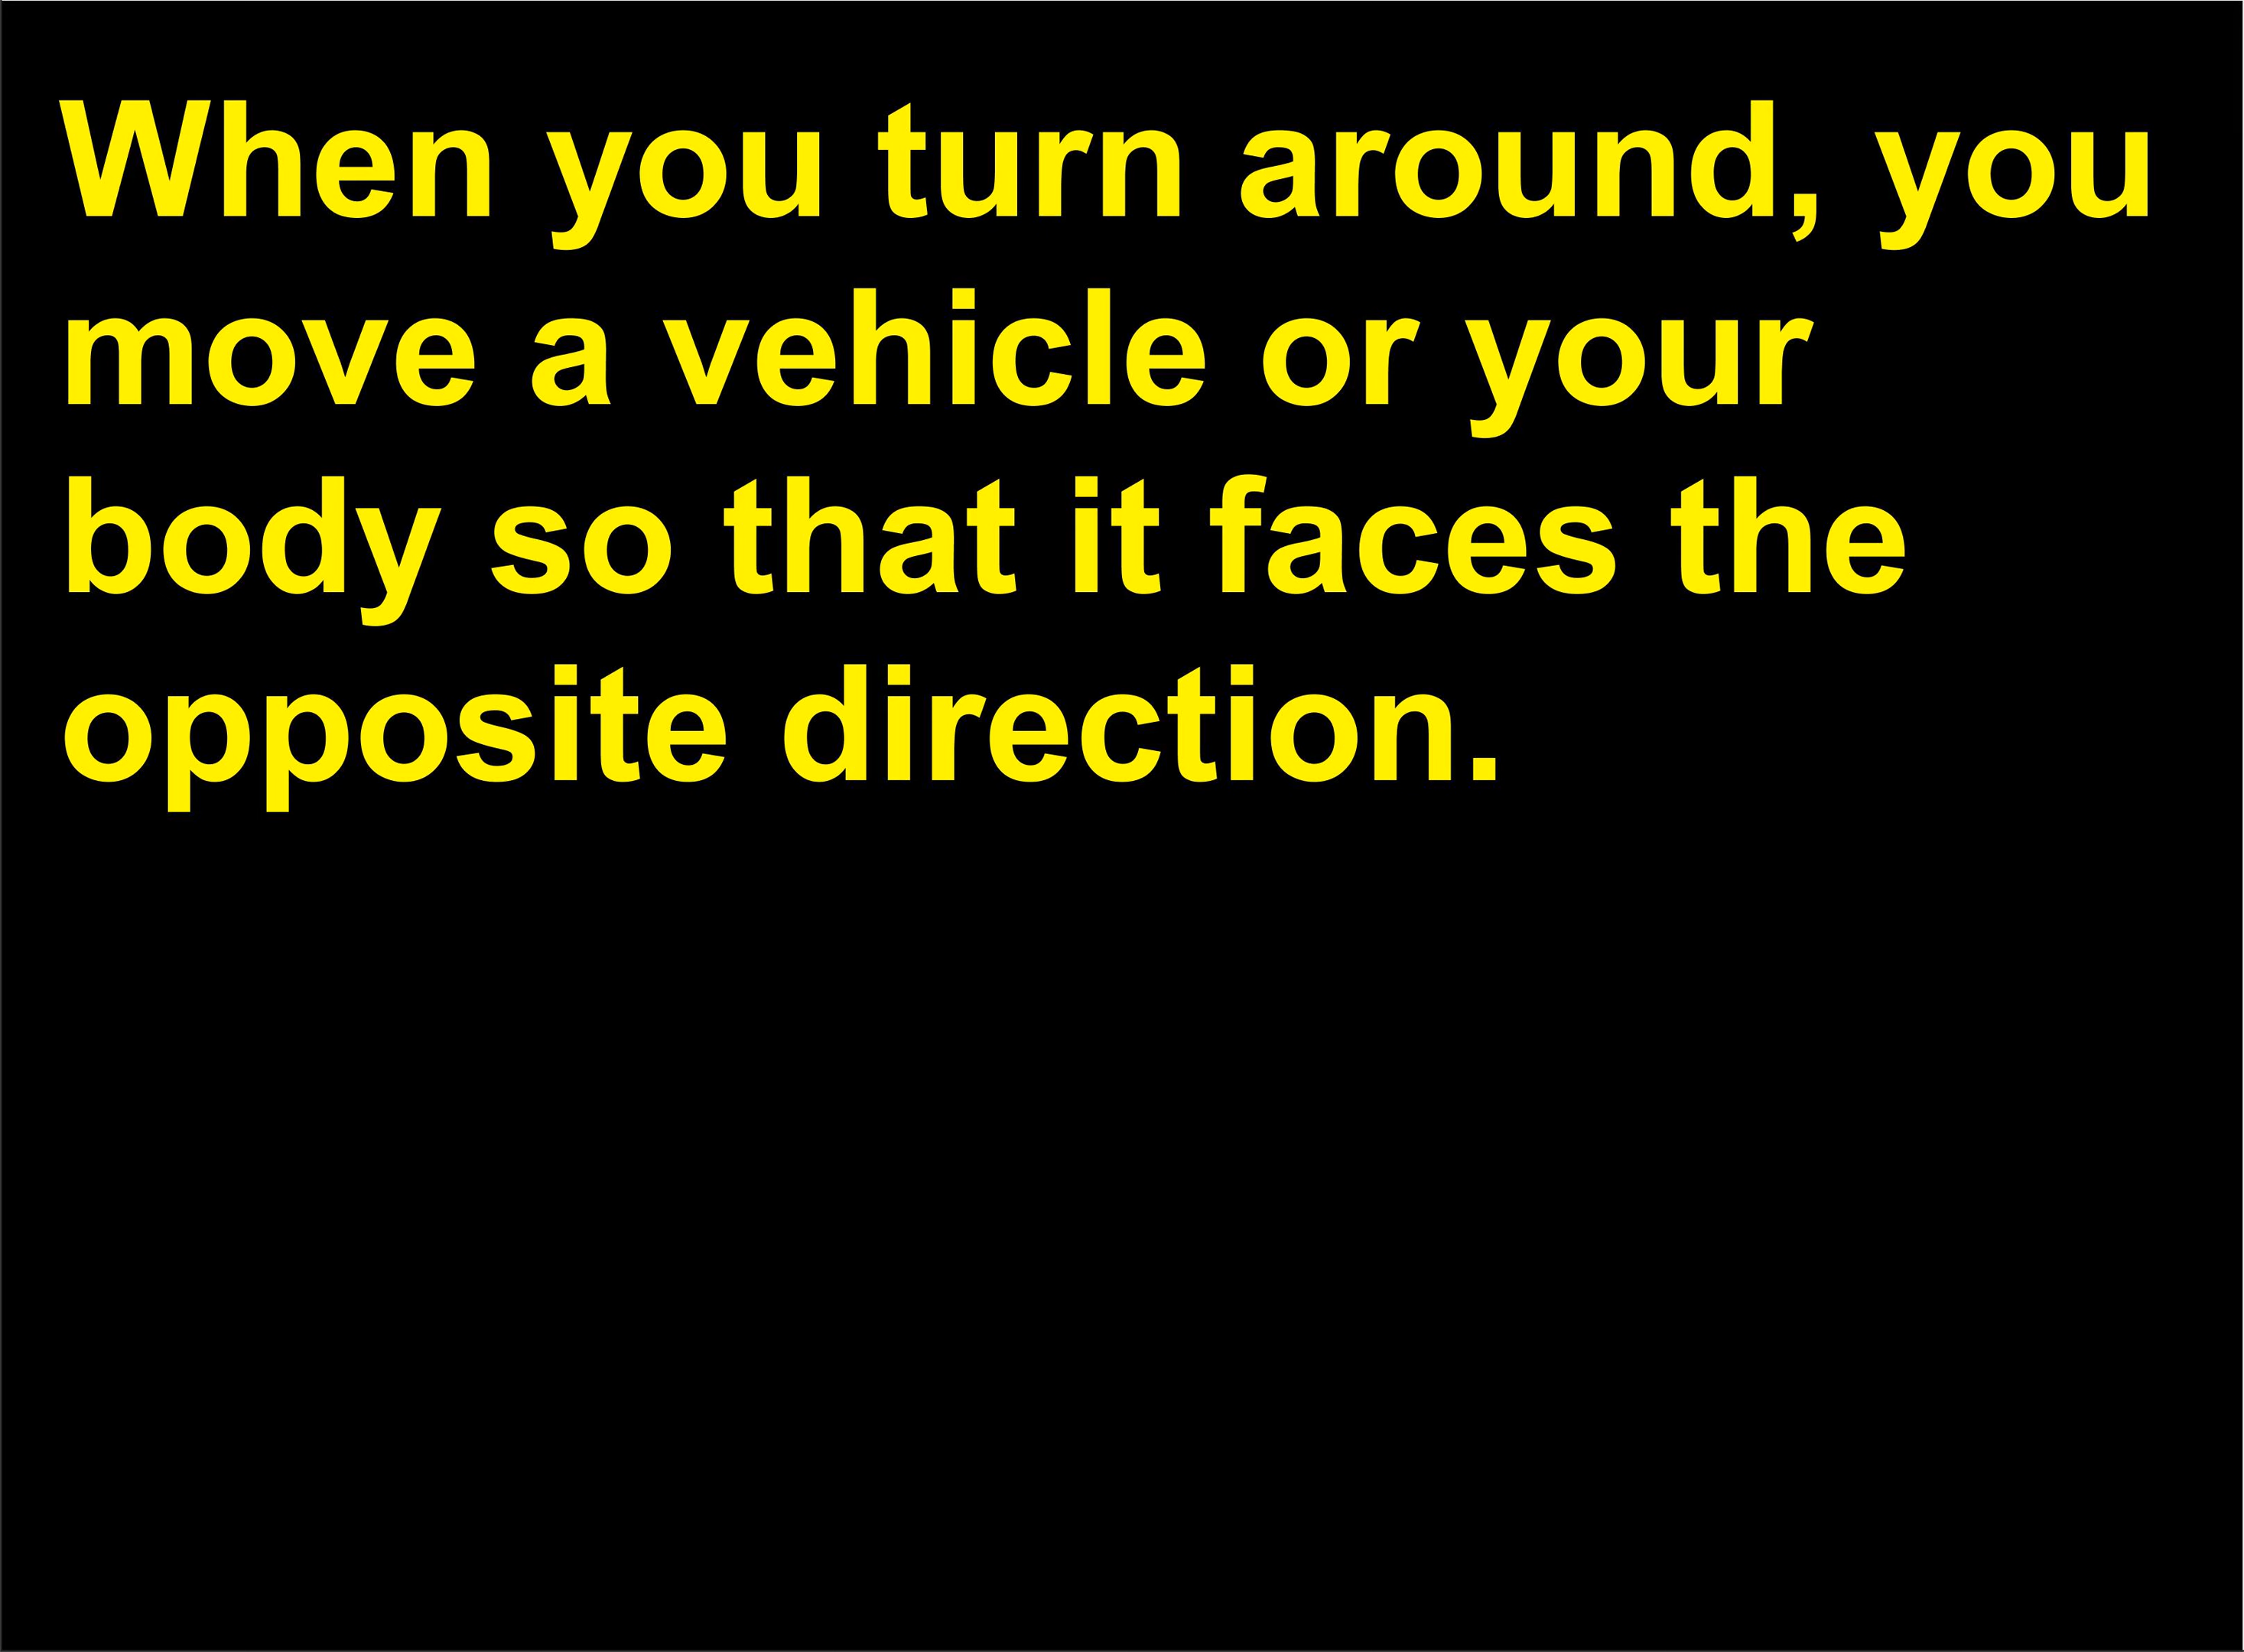 When you turn around, you
move a vehicle or your
body so that it faces the
opposite direction.